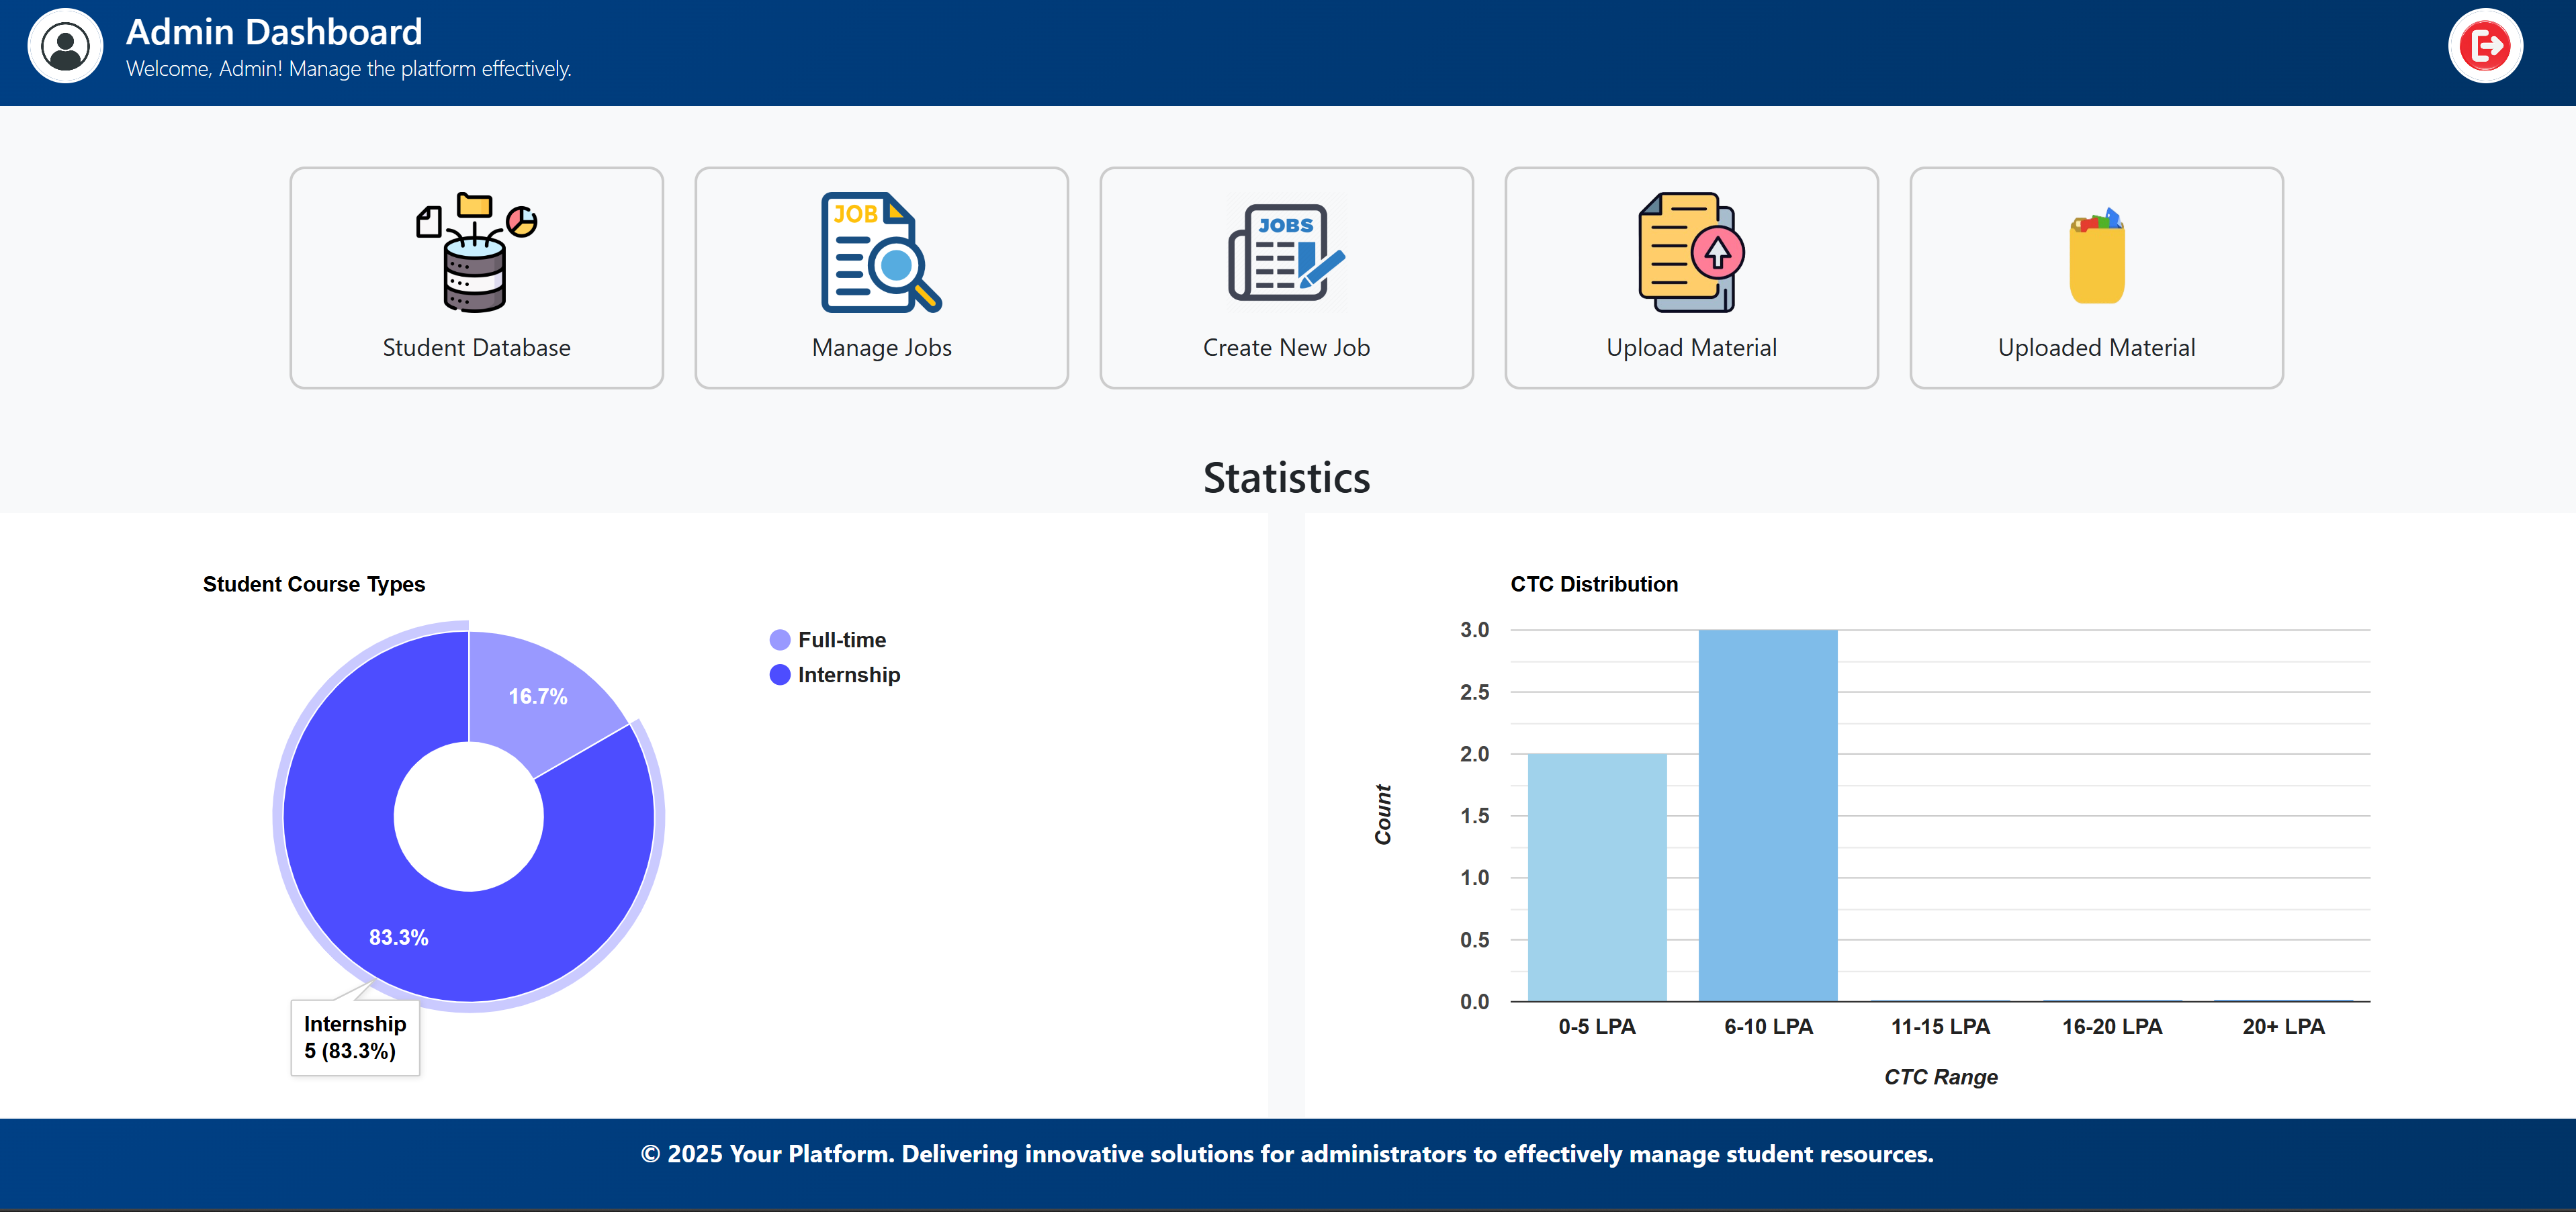 Admin Dashboard
Welcome, Admin! Manage the platform effectively.
JOB
JOBS
Student Database
Manage Jobs
Create New Job
Upload Material
Uploaded Material
Statistics
Student Course Types
Full-time
Internship
16.7%
83.3%
Internship
5 (83.3%)
CTC Distribution
3.0
2.5
2.0
1.5
1.0
0.5
0.0
Count
0-5 LPA
6-10 LPA
11-15 LPA
16-20 LPA
20+ LPA
CTC Range
© 2025 Your Platform. Delivering innovative solutions for administrators to effectively manage student resources.